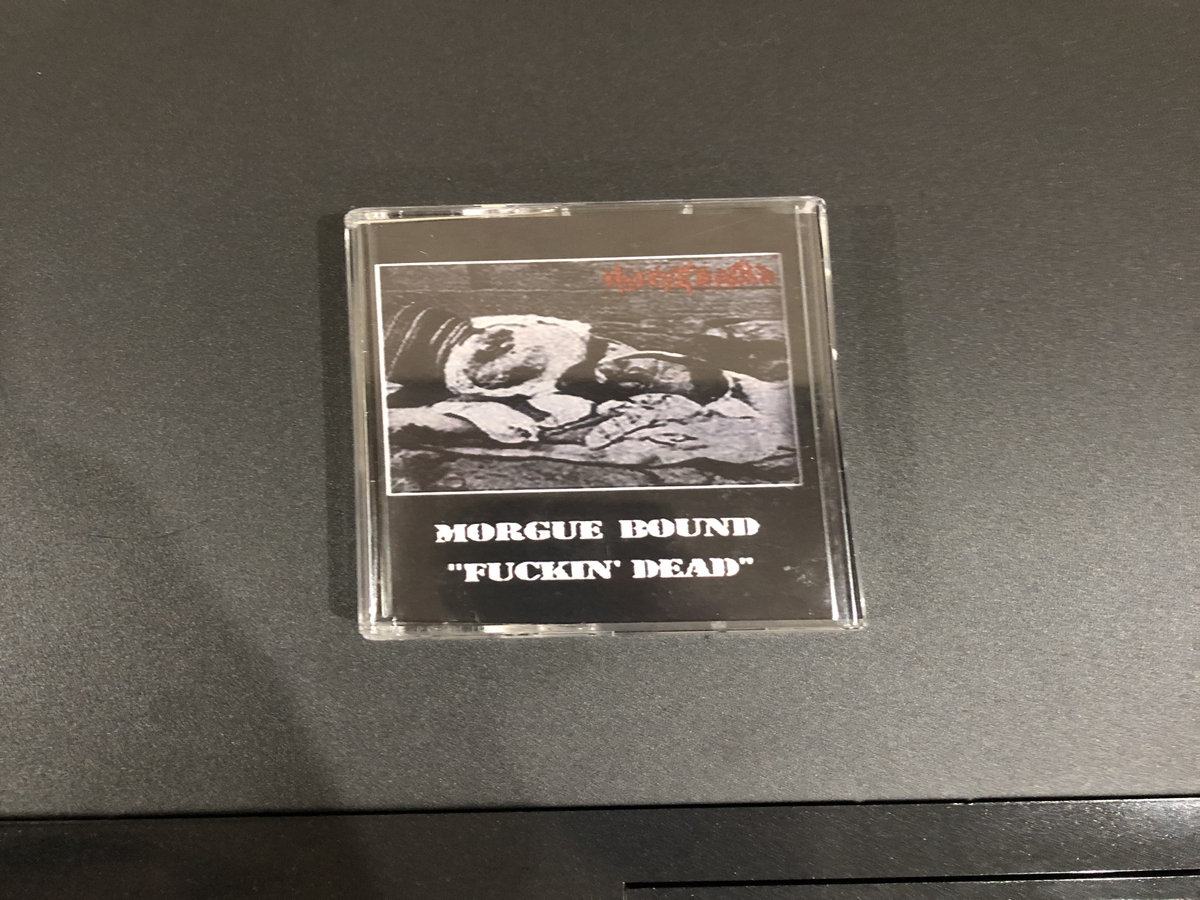 MORGUE BOUND
"FUCKIN' DEAD"